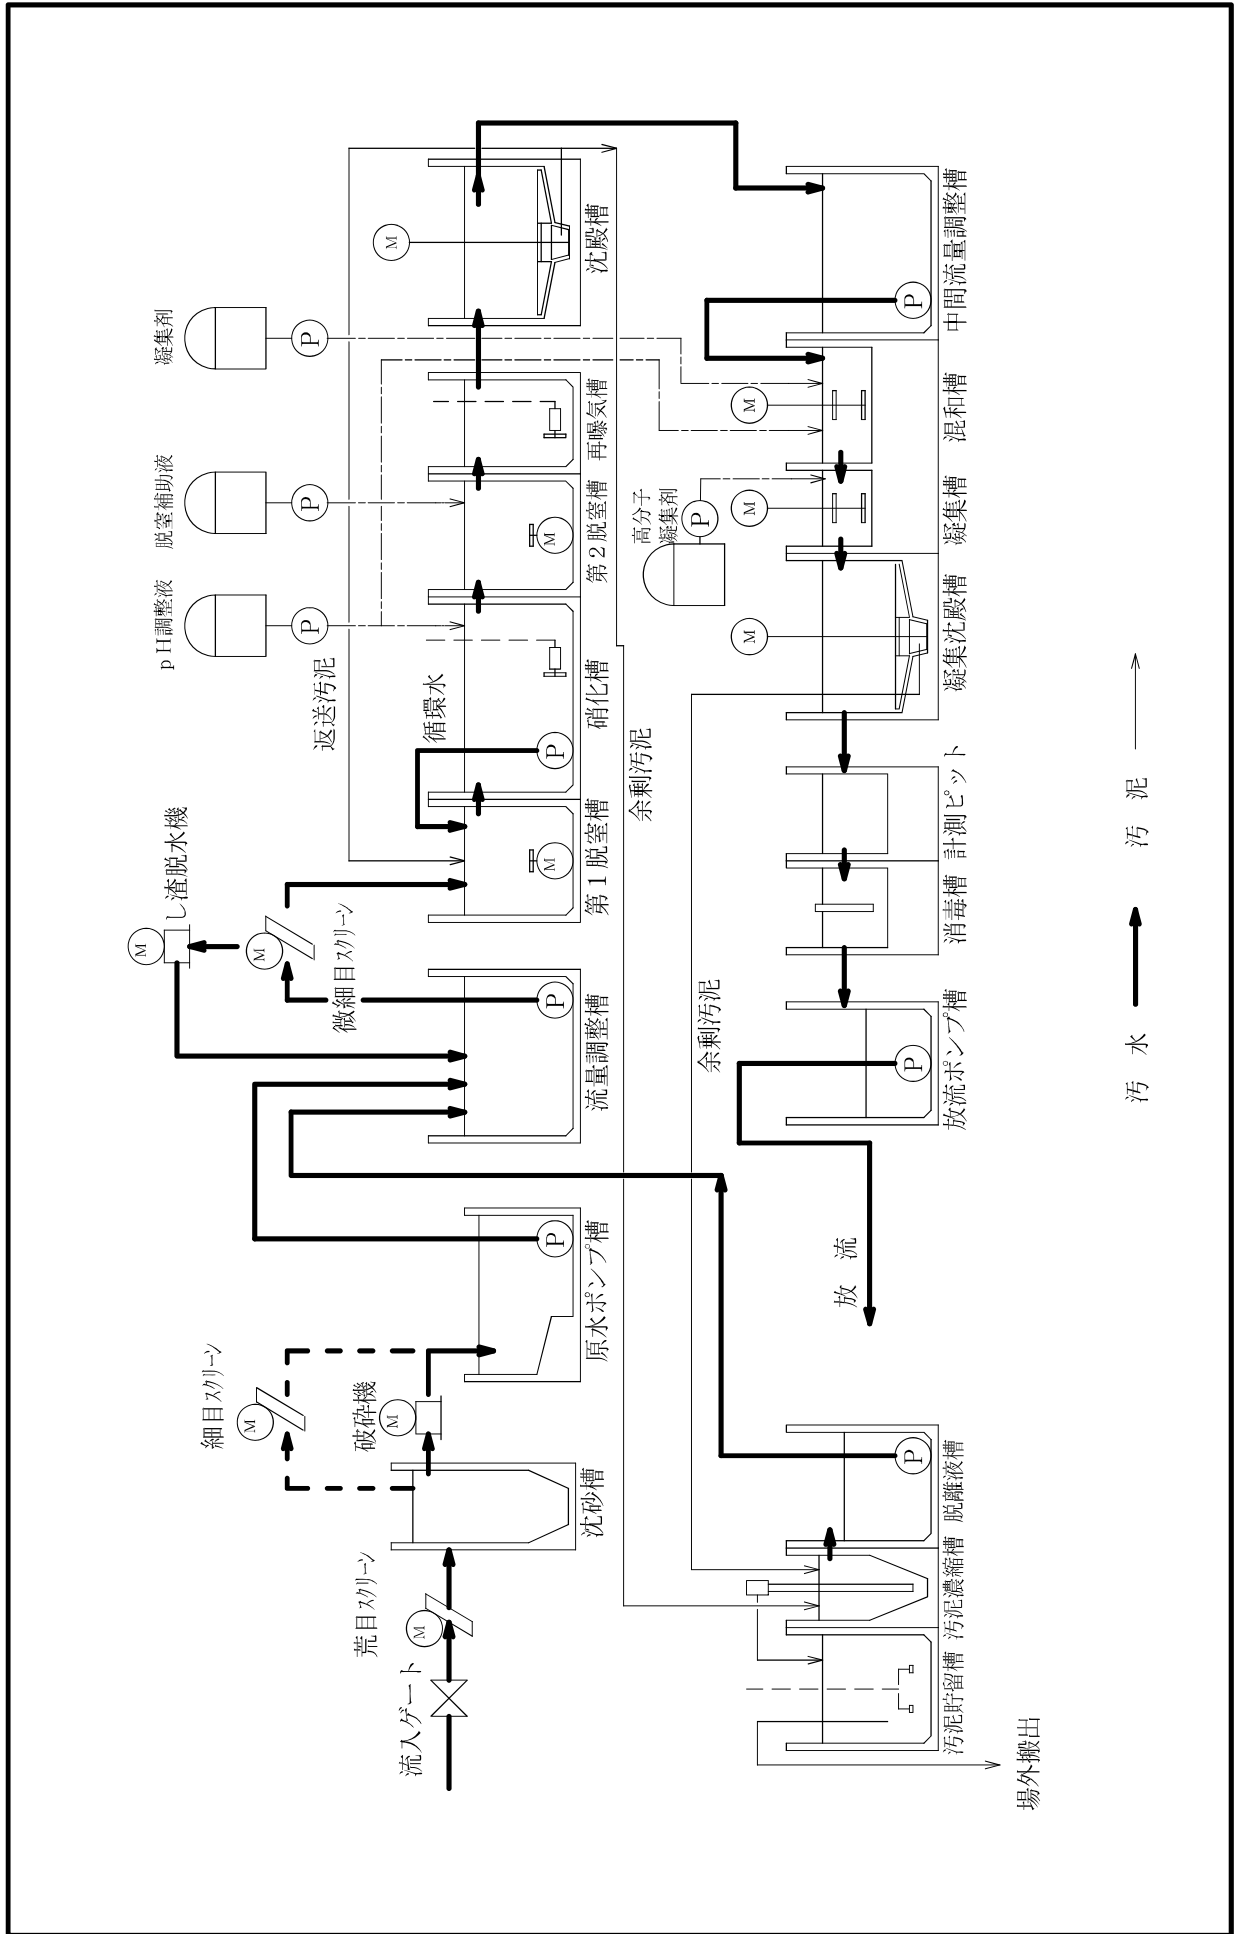 凝集剤
P
脱窒補助液
P
pH調整液
P
返送汚泥
循環水
M
し渣脱水機
M
微細目スクリーン
細目スクリーン
M
破砕機
M
荒目スクリーン
M
流入ゲート
沈砂槽
P
原水ポンプ槽
P
流量調整槽
M
第1脱窒槽
P
硝化槽
M
第2脱窒槽
再曝気槽
M
沈殿槽
余剰汚泥
高分子
凝集剤
P
P
中間流量調整槽
M
混和槽
M
凝集槽
M
凝集沈殿槽
計測ピット
消毒槽
余剰汚泥
P
放流ポンプ槽
放流
P
脱離液槽
汚泥濃縮槽
汚泥貯留槽
場外搬出
汚水
汚泥